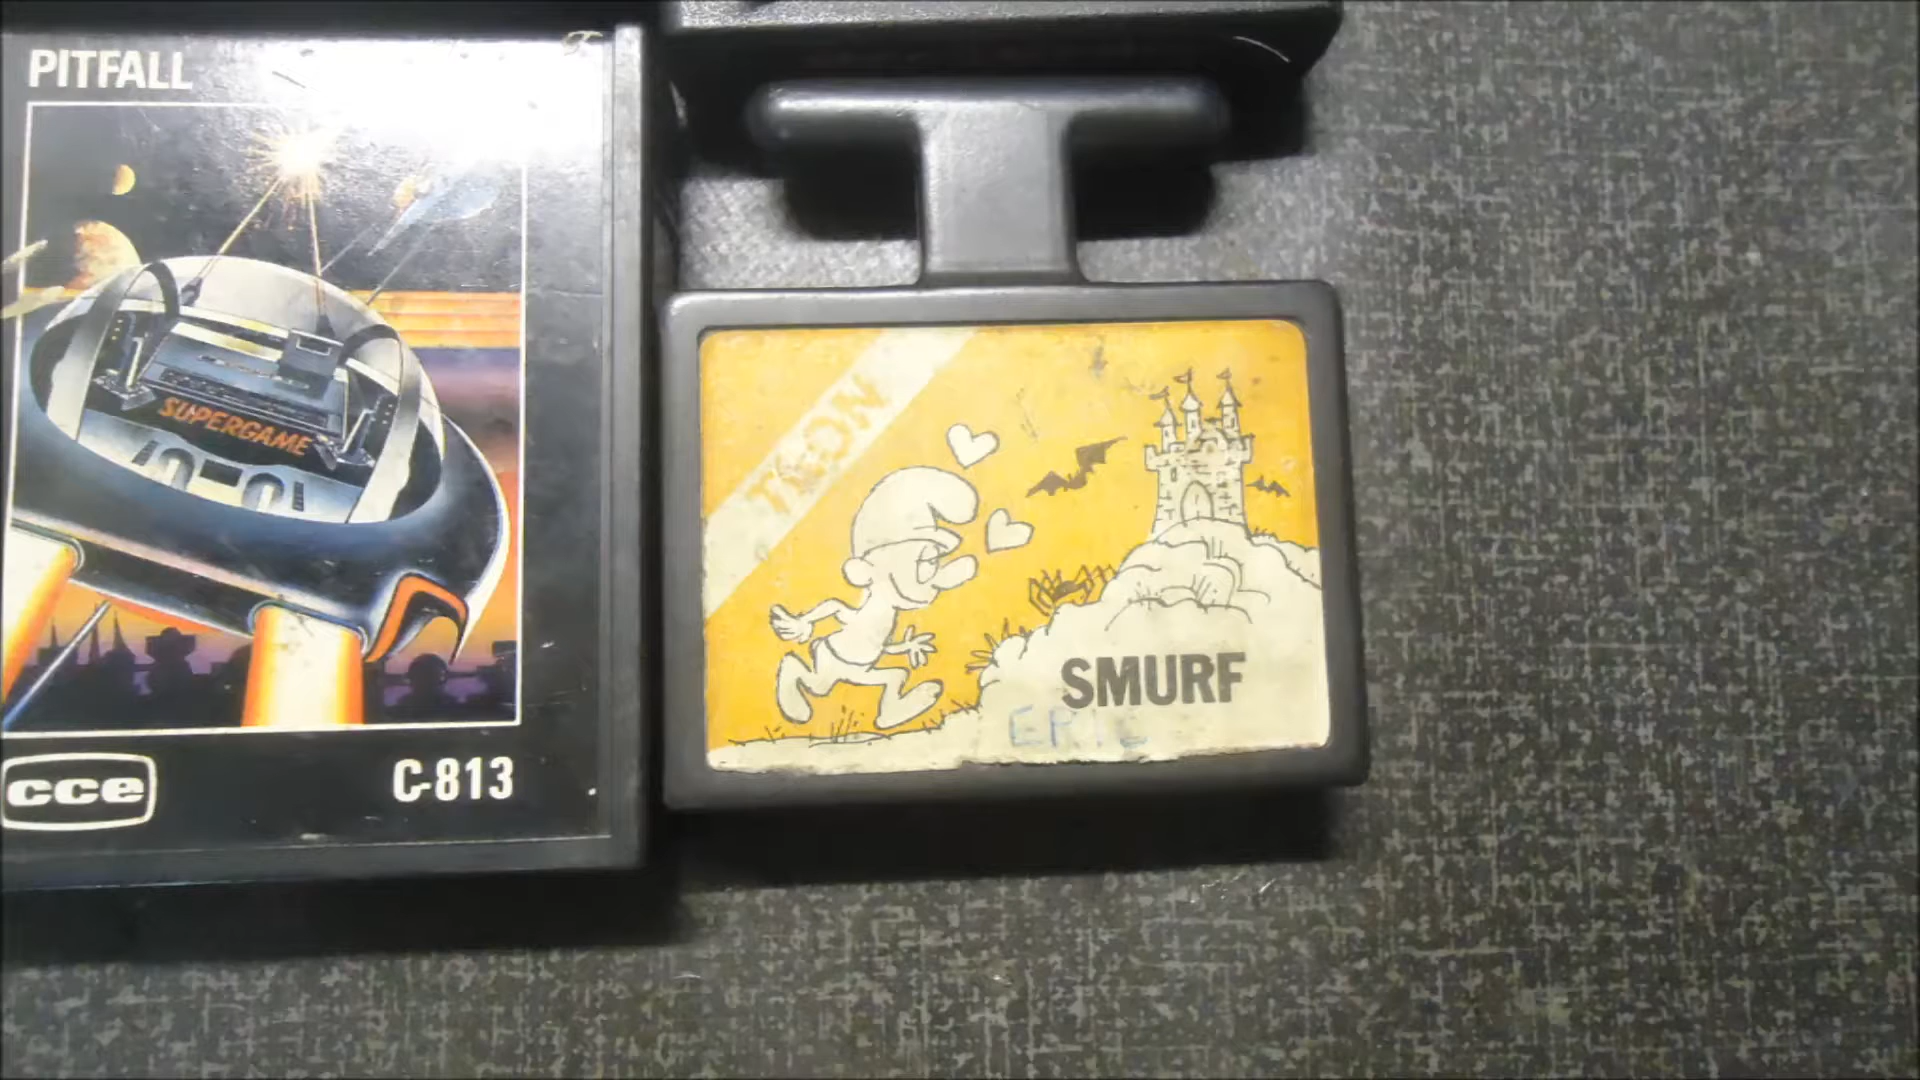 PITFALL
SUPERGAME
cce
C-813
TRON
SMURF
ERIC